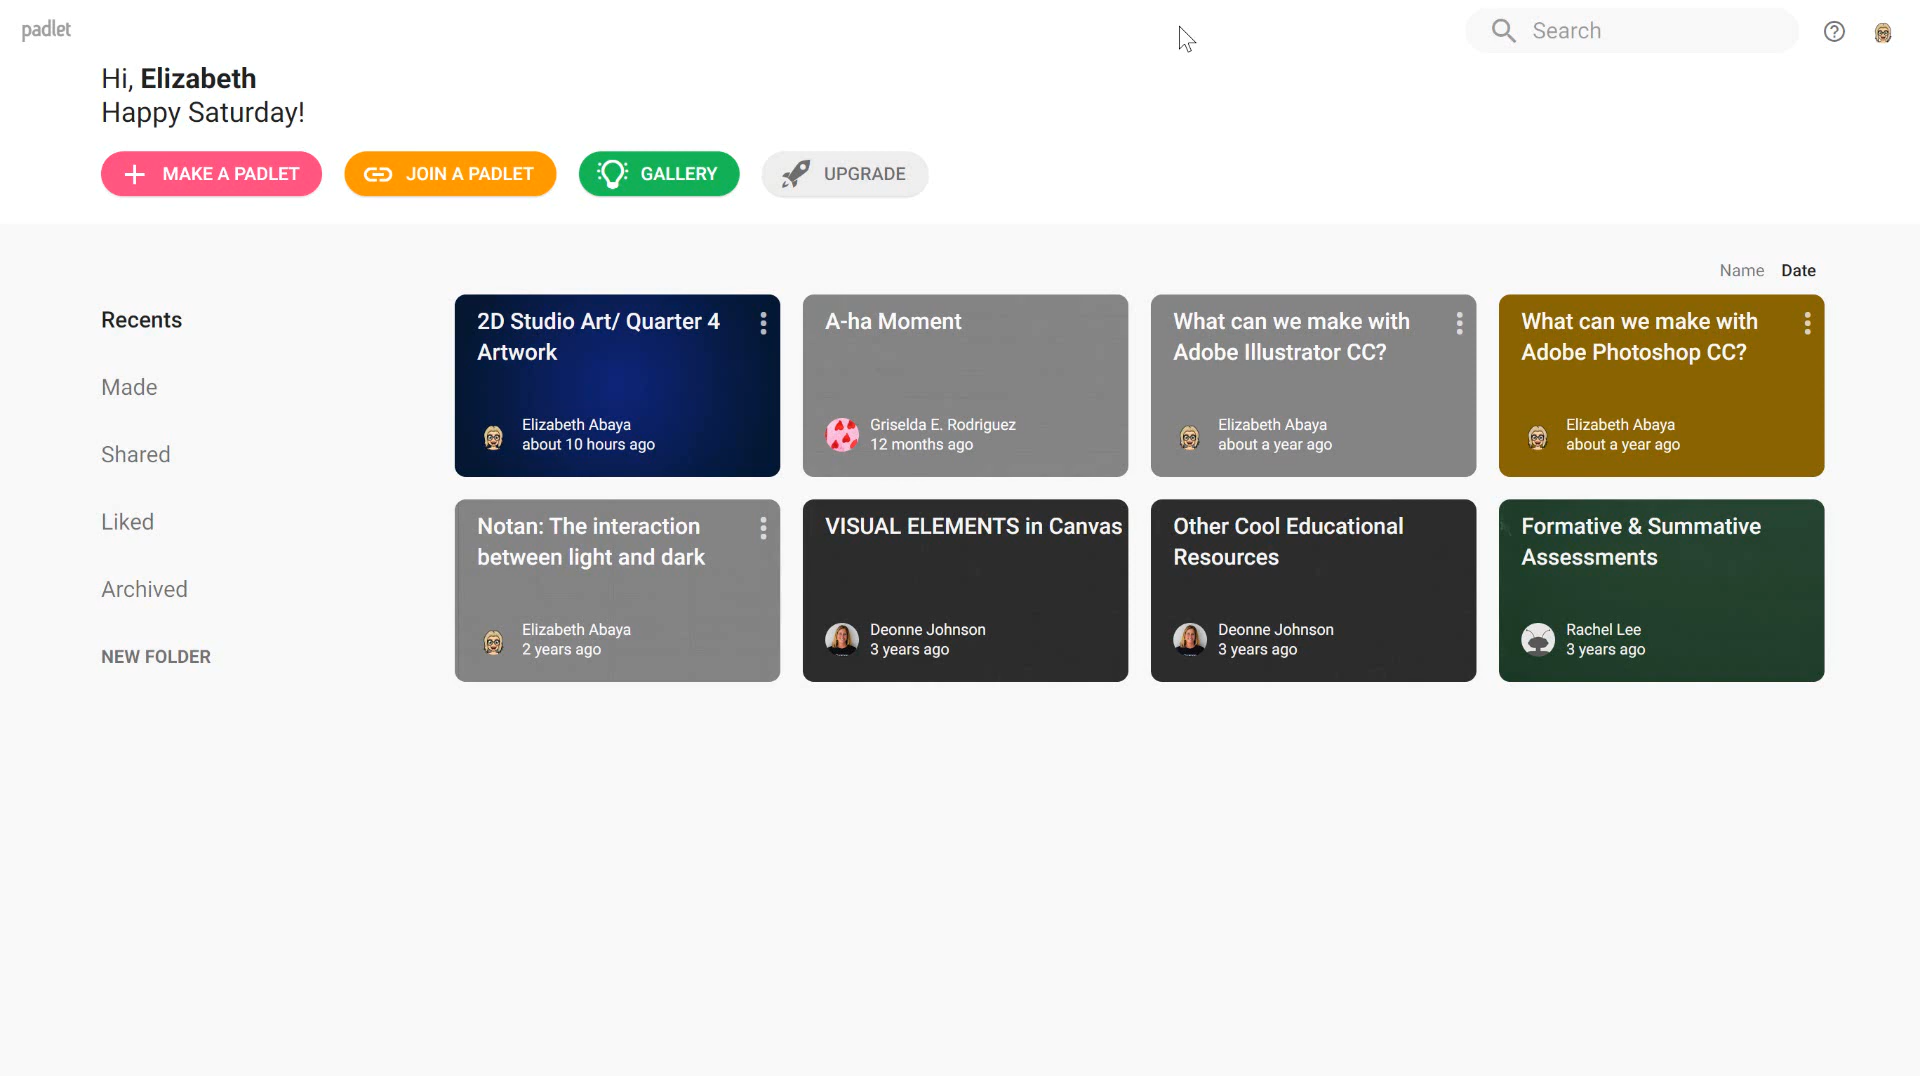 padlet
Search
Hi, Elizabeth
Happy Saturday!
MAKE A PADLET
JOIN A PADLET
GALLERY
UPGRADE
Name Date
Recents
Made
Shared
Liked
Archived
NEW FOLDER
2D Studio Art/ Quarter 4
Artwork
Elizabeth Abaya
about 10 hours ago
A-ha Moment
Griselda E. Rodriguez
12 months ago
What can we make with
Adobe Illustrator CC?
Elizabeth Abaya
about a year ago
What can we make with
Adobe Photoshop CC?
Elizabeth Abaya
about a year ago
Notan: The interaction
between light and dark
Elizabeth Abaya
2 years ago
VISUAL ELEMENTS in Canvas
Deonne Johnson
3 years ago
Other Cool Educational
Resources
Deonne Johnson
3 years ago
Formative & Summative
Assessments
Rachel Lee
3 years ago